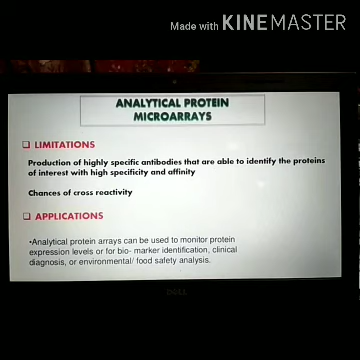 Made with KINEMASTER
ANALYTICAL PROTEIN
MICROARRAYS
❑ LIMITATIONS
Production of highly specific antibodies that are able to identify the proteins
of interest with high specificity and affinity
Chances of cross reactivity
❑ APPLICATIONS
•Analytical protein arrays can be used to monitor protein
expression levels or for bio- marker identification, clinical
diagnosis, or environmental/ food safety analysis.
DELL